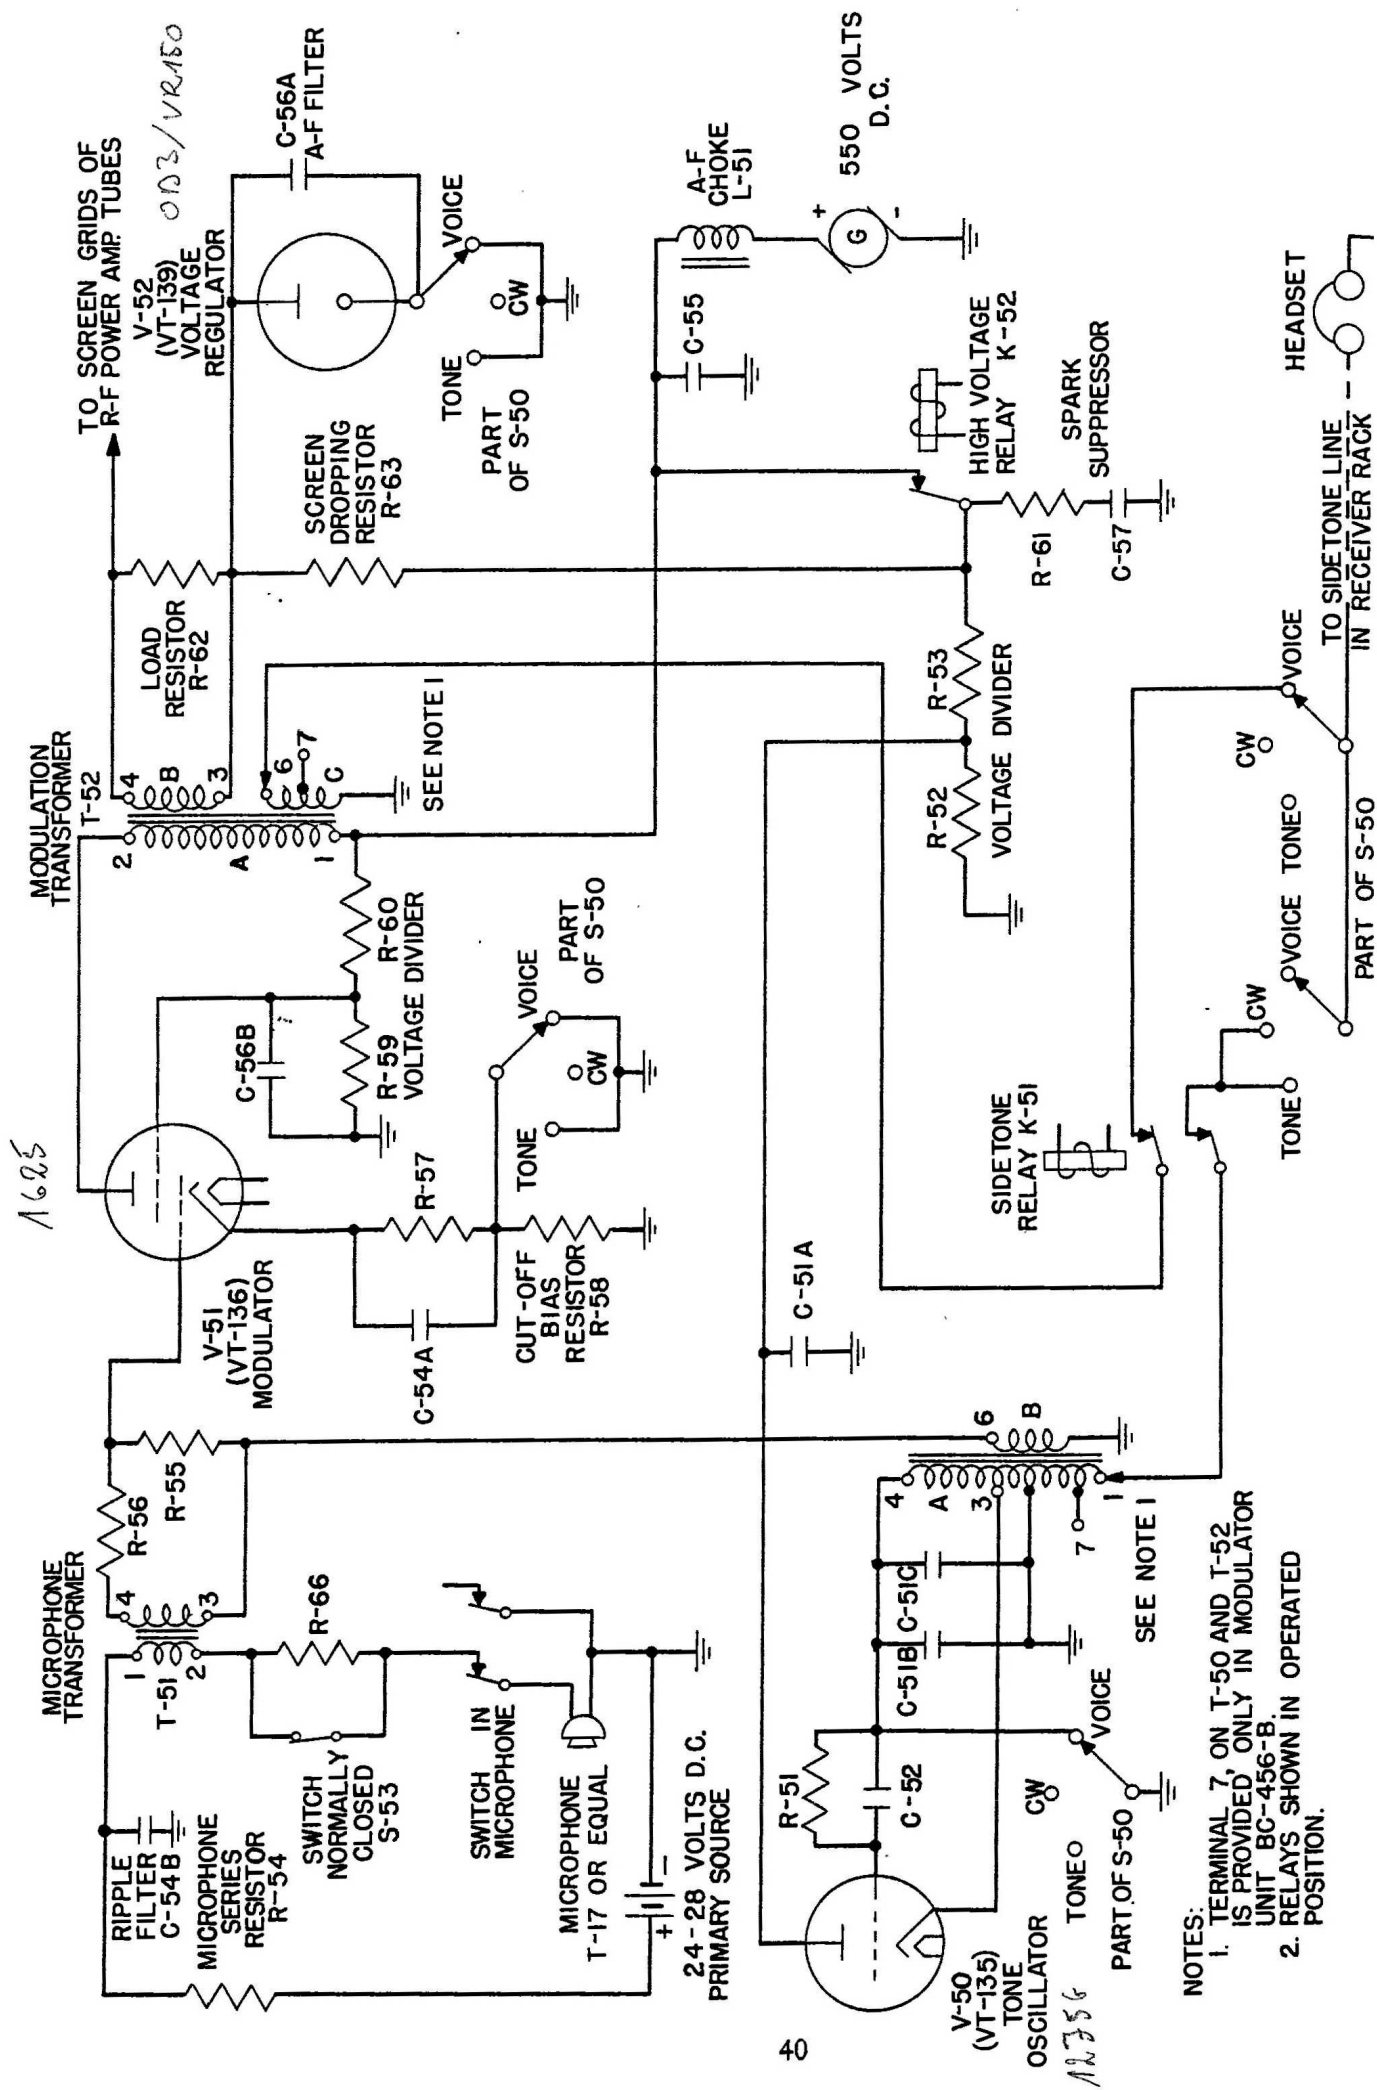 1625
MODULATION
TRANSFORMER
T-52
TO SCREEN GRIDS OF
R-F POWER AMP. TUBES
V-52
(VT-139)
VOLTAGE
REGULATOR
OD3/VR150
C-56A
A-F FILTER
LOAD
RESISTOR
R-62
SCREEN
DROPPING
RESISTOR
R-63
TONE
CW
VOICE
PART
OF S-50
2
4
A
B
1
3
6
7
C
SEE NOTE 1
MICROPHONE
TRANSFORMER
T-51
1
2
4
3
R-56
R-55
V-51
(VT-136)
MODULATOR
C-56B
R-59
R-60
VOLTAGE DIVIDER
R-57
C-54A
CUT-OFF
BIAS
RESISTOR
R-58
TONE
CW
VOICE
PART
OF S-50
RIPPLE
FILTER
C-54B
MICROPHONE
SERIES
RESISTOR
R-54
SWITCH
NORMALLY
CLOSED
S-53
R-66
SWITCH IN
MICROPHONE
MICROPHONE
T-17 OR EQUAL
+
-
24-28 VOLTS D.C.
PRIMARY SOURCE
A-F
CHOKE
L-51
C-55
+
G
-
550 VOLTS
D.C.
HIGH VOLTAGE
RELAY K-52
SPARK
SUPPRESSOR
R-61
C-57
R-52
R-53
VOLTAGE DIVIDER
C-51A
SIDETONE
RELAY K-51
R-51
C-52
C-51B
C-51C
4
A
3
7
1
6
B
SEE NOTE 1
V-50
(VT-135)
TONE
OSCILLATOR
TONE
CW
VOICE
PART OF S-50
TONE
CW
VOICE
TONE
CW
VOICE
PART OF S-50
TO SIDETONE LINE
IN RECEIVER RACK
HEADSET
NOTES:
1. TERMINAL 7, ON T-50 AND T-52
IS PROVIDED ONLY IN MODULATOR
UNIT BC-456-B.
2. RELAYS SHOWN IN OPERATED
POSITION.
40